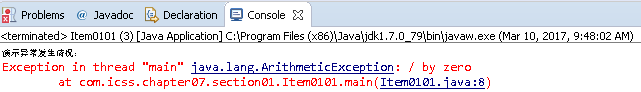 Problems @ Javadoc Declaration Console
<terminated> Item0101 (3) [Java Application] C:\Program Files (x86)\Java\jdk1.7.0_79\bin\javaw.exe (Mar 10, 2017, 9:48:02 AM)
演示异常发生情况:
Exception in thread "main" java.lang.ArithmeticException: / by zero
at com.icss.chapter07.section01.Item0101.main(Item0101.java:8)